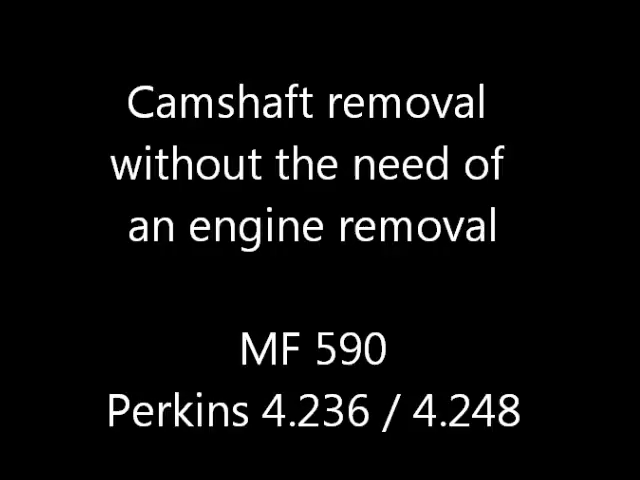 Camshaft removal
without the need of
an engine removal
MF 590
Perkins 4.236 / 4.248